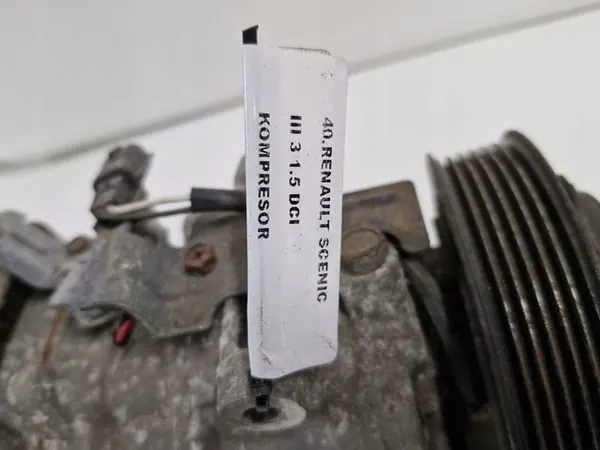 40.RENAULT SCENIC
III 3 1.5 DCI
KOMPRESOR